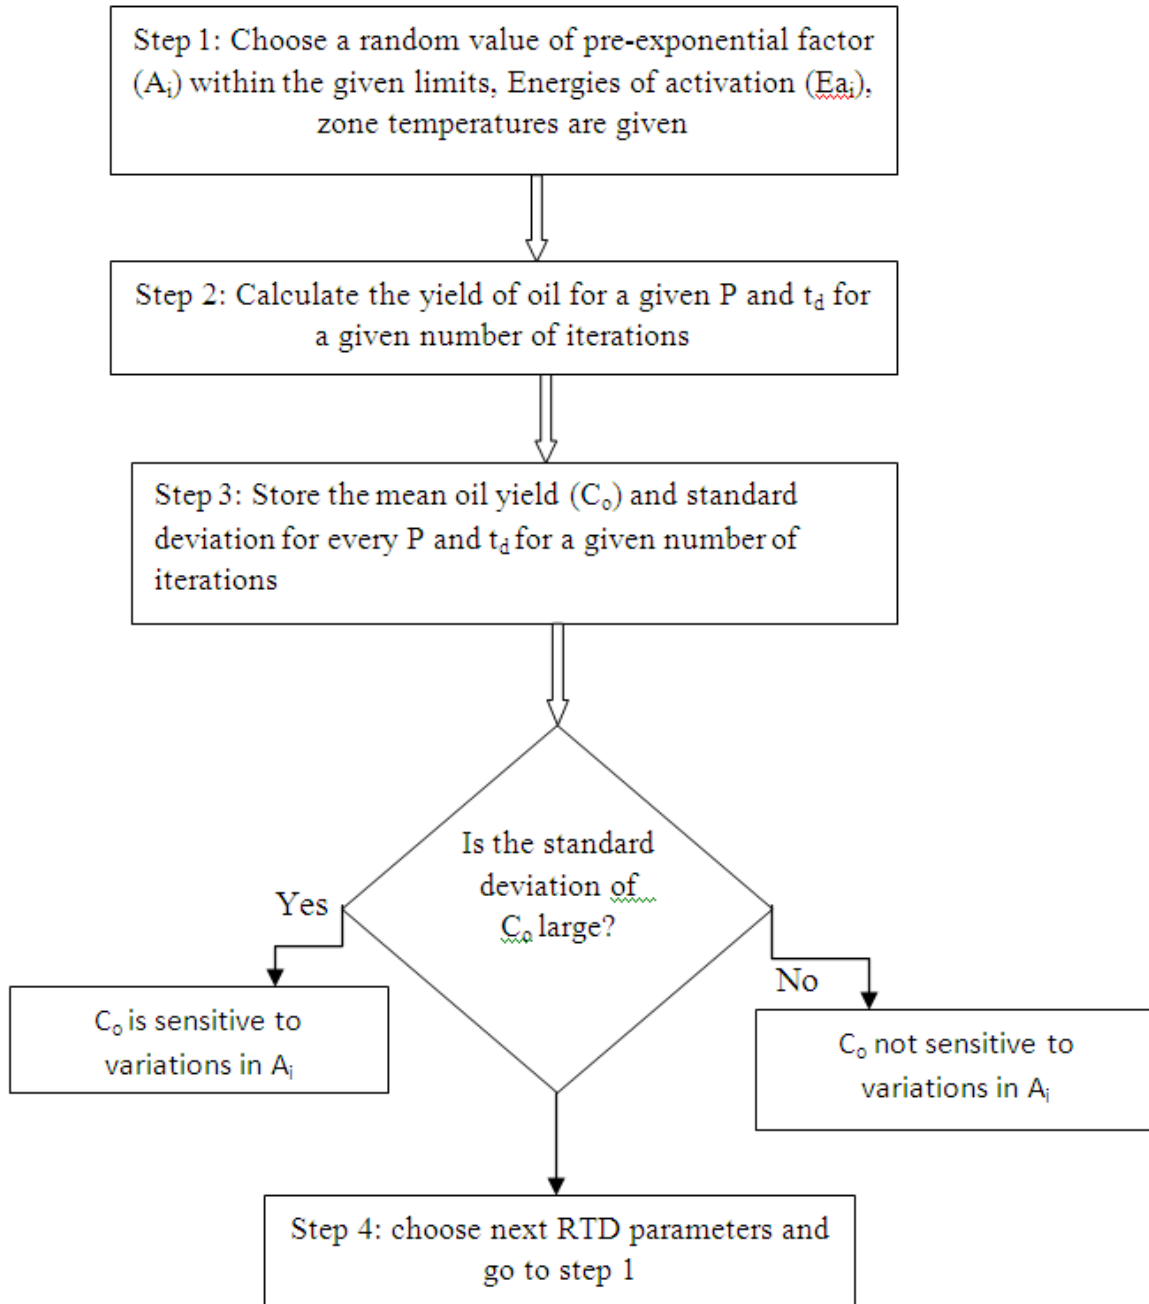 Step 1: Choose a random value of pre-exponential factor
(Aᵢ) within the given limits, Energies of activation (Eaᵢ),
zone temperatures are given
Step 2: Calculate the yield of oil for a given P and t_d for
a given number of iterations
Step 3: Store the mean oil yield (Cₒ) and standard
deviation for every P and t_d for a given number of
iterations
Is the standard
deviation of
Cₒ large?
Yes
No
Cₒ is sensitive to
variations in Aᵢ
Cₒ not sensitive to
variations in Aᵢ
Step 4: choose next RTD parameters and
go to step 1